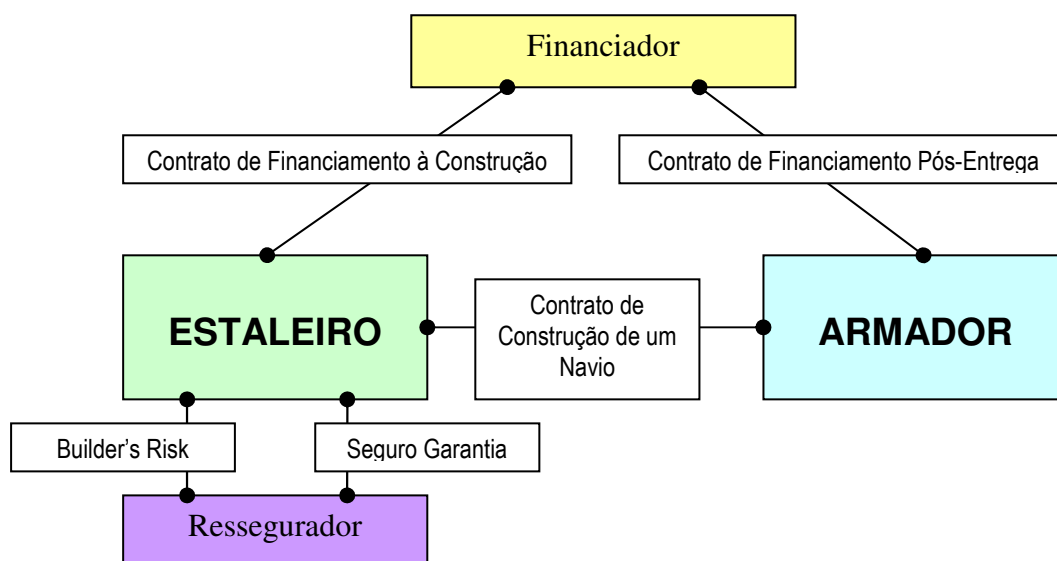 Financiador
Contrato de Financiamento à Construção
Contrato de Financiamento Pós-Entrega
ESTALEIRO
Contrato de
Construção de um
Navio
ARMADOR
Builder's Risk
Seguro Garantia
Ressegurador